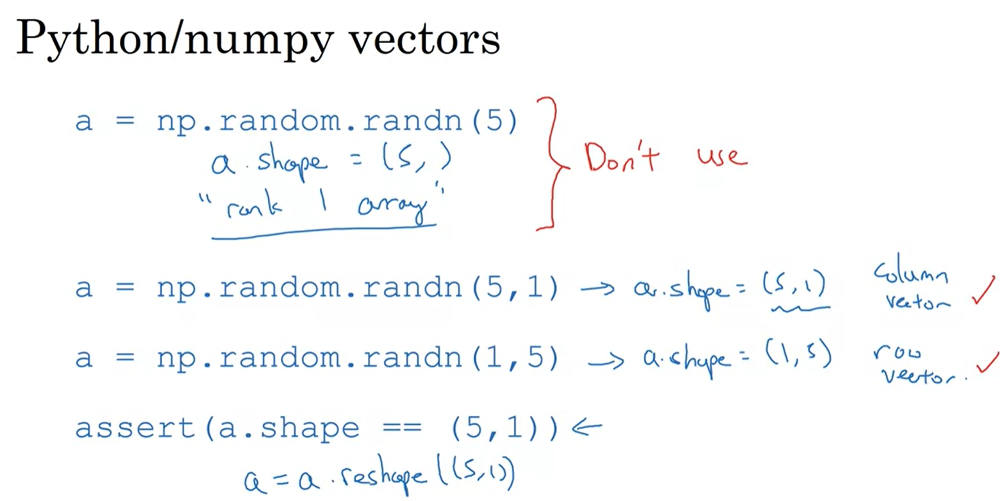 Python/numpy vectors
a = np.random.randn(5)
a.shape = (5,)
"rank 1 array"
Don't use
a = np.random.randn(5,1) → a.shape = (5,1) column vector ✓
a = np.random.randn(1,5) → a.shape = (1,5) row vector. ✓
assert(a.shape == (5,1)) ←
a = a.reshape((5,1))